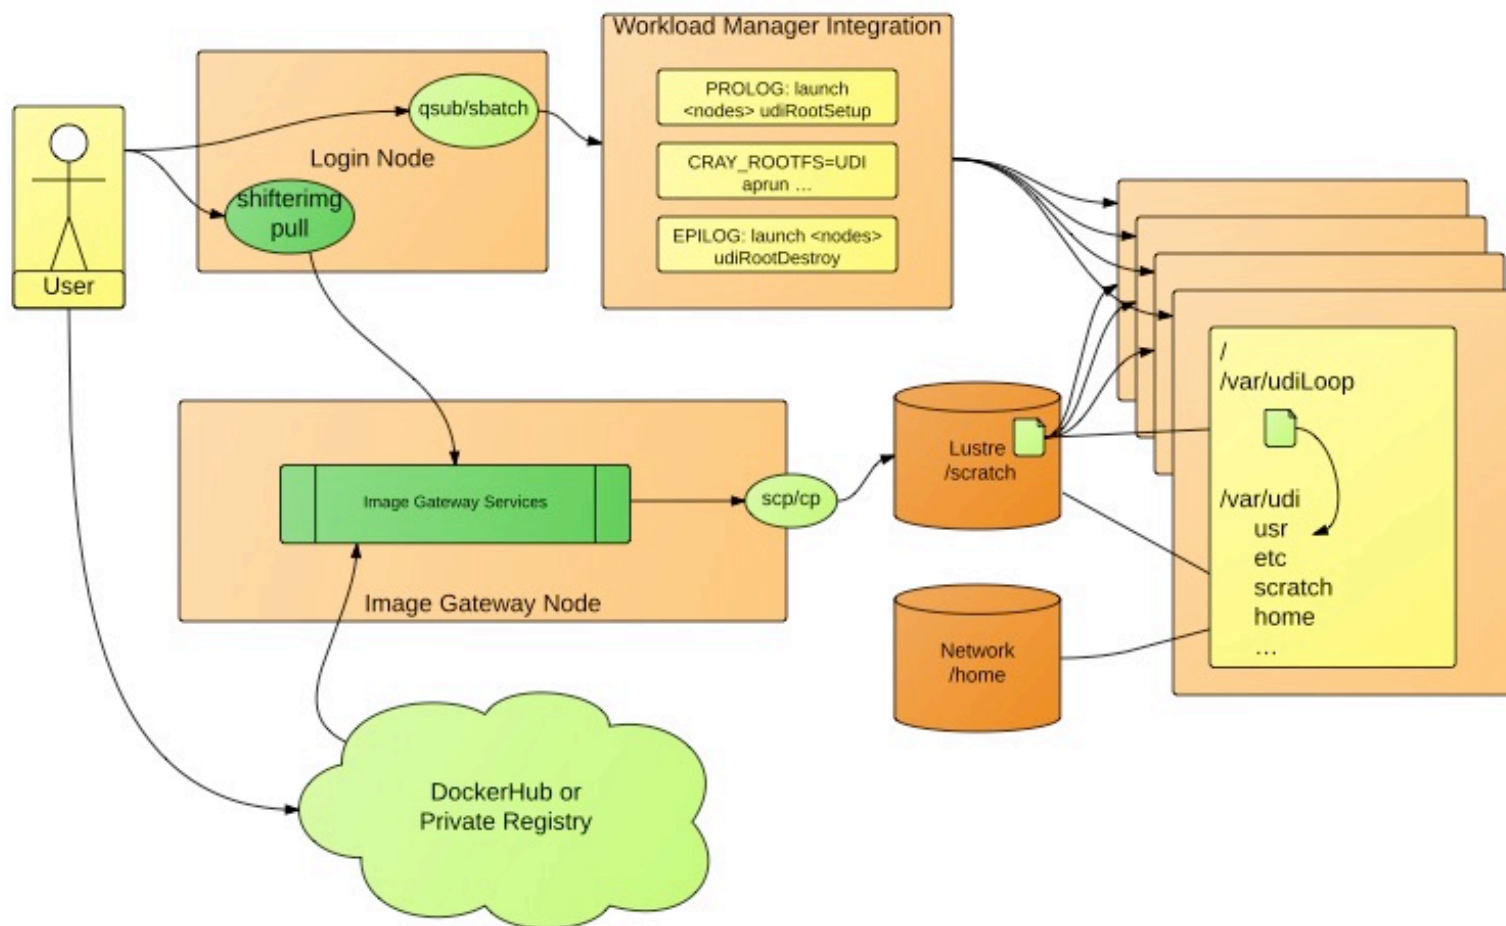 Workload Manager Integration
PROLOG: launch
<nodes> udiRootSetup
CRAY_ROOTFS=UDI
aprun ...
EPILOG: launch <nodes>
udiRootDestroy
qsub/sbatch
Login Node
shifterimg
pull
User
/
/var/udiLoop
/var/udi
usr
etc
scratch
home
...
Lustre
/scratch
scp/cp
Image Gateway Services
Image Gateway Node
Network
/home
DockerHub or
Private Registry